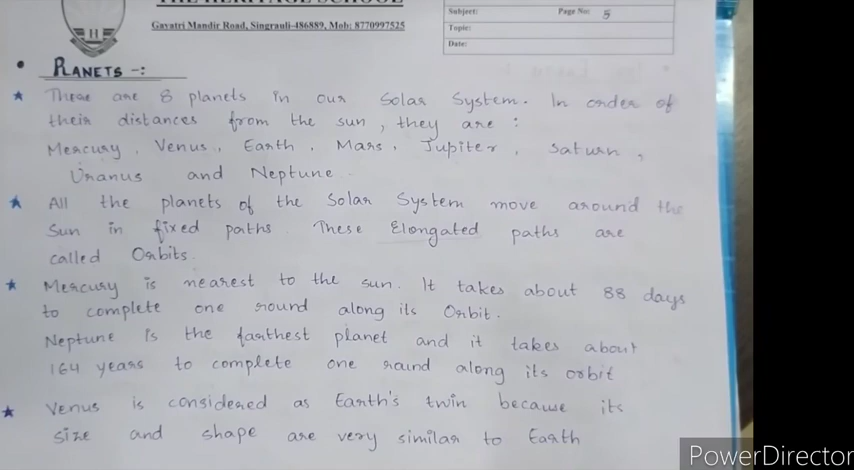 THE HERITAGE SCHOOL
Gayatri Mandir Road, Singrauli-486889, Mob: 8770997525
H
Subject: Page No: 5
Topic:
Date:
• PLANETS -:
★ There are 8 planets in our Solar System. In order of
their distances from the sun, they are :
Mercury, Venus, Earth, Mars, Jupiter, Saturn,
Uranus and Neptune
★ All the planets of the Solar System move around the
Sun in fixed paths. These Elongated paths are
called Orbits.
★ Mercury is nearest to the sun. It takes about 88 days
to complete one round along its Orbit.
Neptune is the farthest planet and it takes about
164 years to complete one raund along its orbit
★ Venus is considered as Earth's twin because its
size and shape are very similar to Earth
PowerDirector